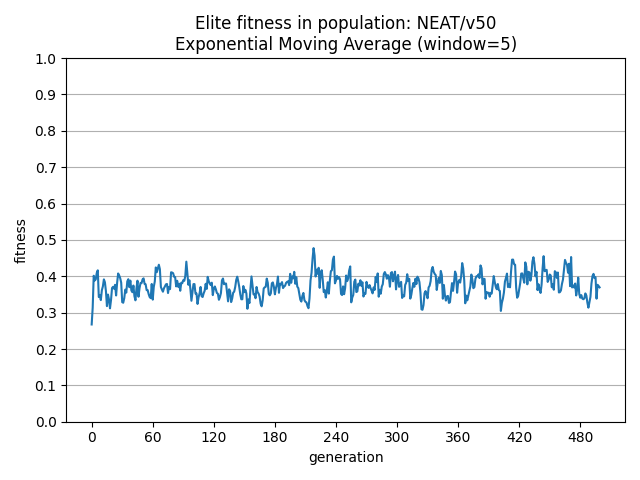 Elite fitness in population: NEAT/v50
Exponential Moving Average (window=5)
1.0
0.9
0.8
0.7
0.6
0.5
0.4
0.3
0.2
0.1
0.0
fitness
0 60 120 180 240 300 360 420 480
generation